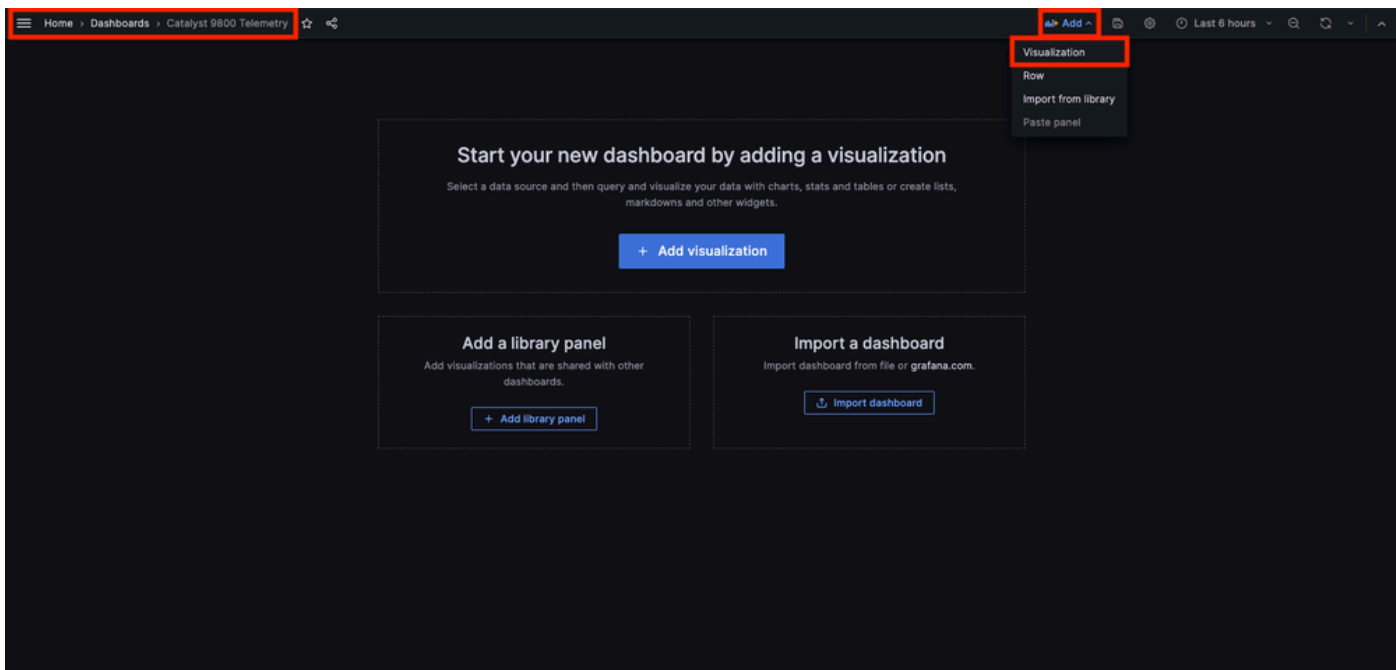 Home › Dashboards › Catalyst 9800 Telemetry
Add
Last 6 hours
Visualization
Row
Import from library
Paste panel
Start your new dashboard by adding a visualization
Select a data source and then query and visualize your data with charts, stats and tables or create lists,
markdowns and other widgets.
+ Add visualization
Add a library panel
Add visualizations that are shared with other
dashboards.
+ Add library panel
Import a dashboard
Import dashboard from file or grafana.com.
Import dashboard